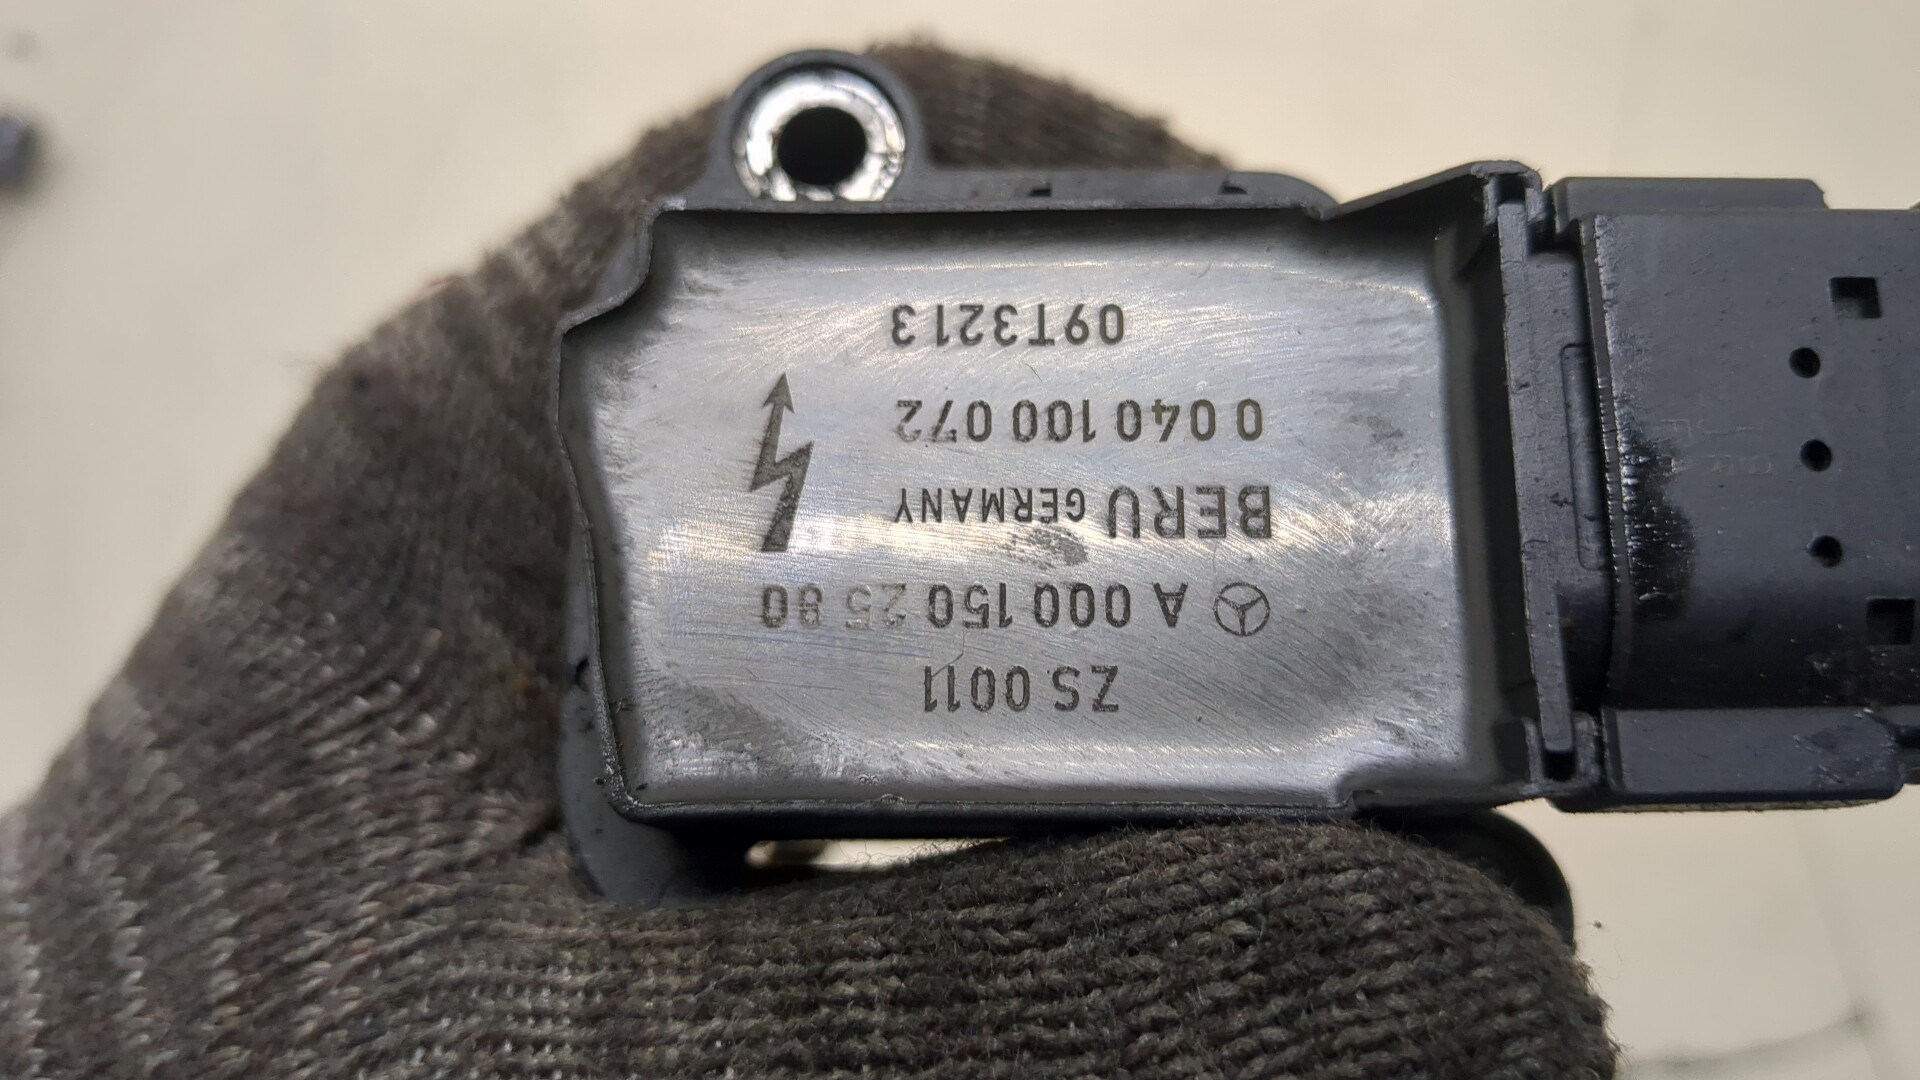 ZS 0011
A 000 150 25 80
BERU GERMANY
0 040 100 072
09T3213